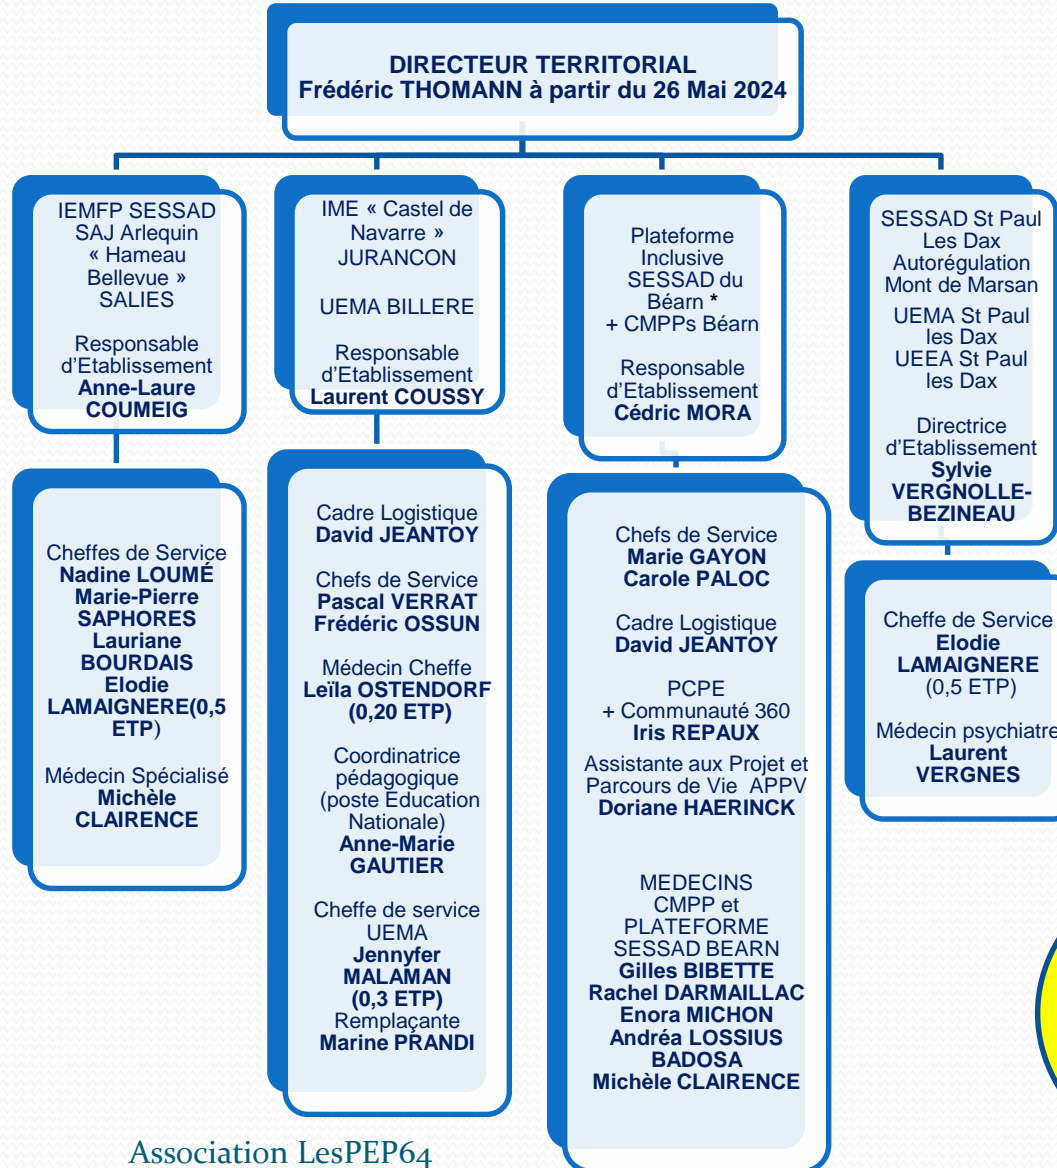 DIRECTEUR TERRITORIAL
Frédéric THOMANN à partir du 26 Mai 2024
IEMFP SESSAD
SAJ Arlequin
« Hameau
Bellevue »
SALIES
Responsable
d’Etablissement
Anne-Laure
COUMEIG
Cheffes de Service
Nadine LOUMÉ
Marie-Pierre
SAPHORES
Lauriane
BOURDAIS
Elodie
LAMAIGNERE(0,5
ETP)
Médecin Spécialisé
Michèle
CLAIRENCE
IME « Castel de
Navarre »
JURANCON
UEMA BILLERE
Responsable
d’Etablissement
Laurent COUSSY
Cadre Logistique
David JEANTOY
Chefs de Service
Pascal VERRAT
Frédéric OSSUN
Médecin Cheffe
Leïla OSTENDORF
(0,20 ETP)
Coordinatrice
pédagogique
(poste Education
Nationale)
Anne-Marie
GAUTIER
Cheffe de service
UEMA
Jennyfer
MALAMAN
(0,3 ETP)
Remplaçante
Marine PRANDI
Plateforme
Inclusive
SESSAD du
Béarn *
+ CMPPs Béarn
Responsable
d’Etablissement
Cédric MORA
Chefs de Service
Marie GAYON
Carole PALOC
Cadre Logistique
David JEANTOY
PCPE
+ Communauté 360
Iris REPAUX
Assistante aux Projet et
Parcours de Vie APPV
Doriane HAERINCK
MEDECINS
CMPP et
PLATEFORME
SESSAD BEARN
Gilles BIBETTE
Rachel DARMAILLAC
Enora MICHON
Andréa LOSSIUS
BADOSA
Michèle CLAIRENCE
SESSAD St Paul
Les Dax
Autorégulation
Mont de Marsan
UEMA St Paul
les Dax
UEEA St Paul
les Dax
Directrice
d’Etablissement
Sylvie
VERGNOLLE-
BEZINEAU
Cheffe de Service
Elodie
LAMAIGNERE
(0,5 ETP)
Médecin psychiatre
Laurent
VERGNES
Association LesPEP64